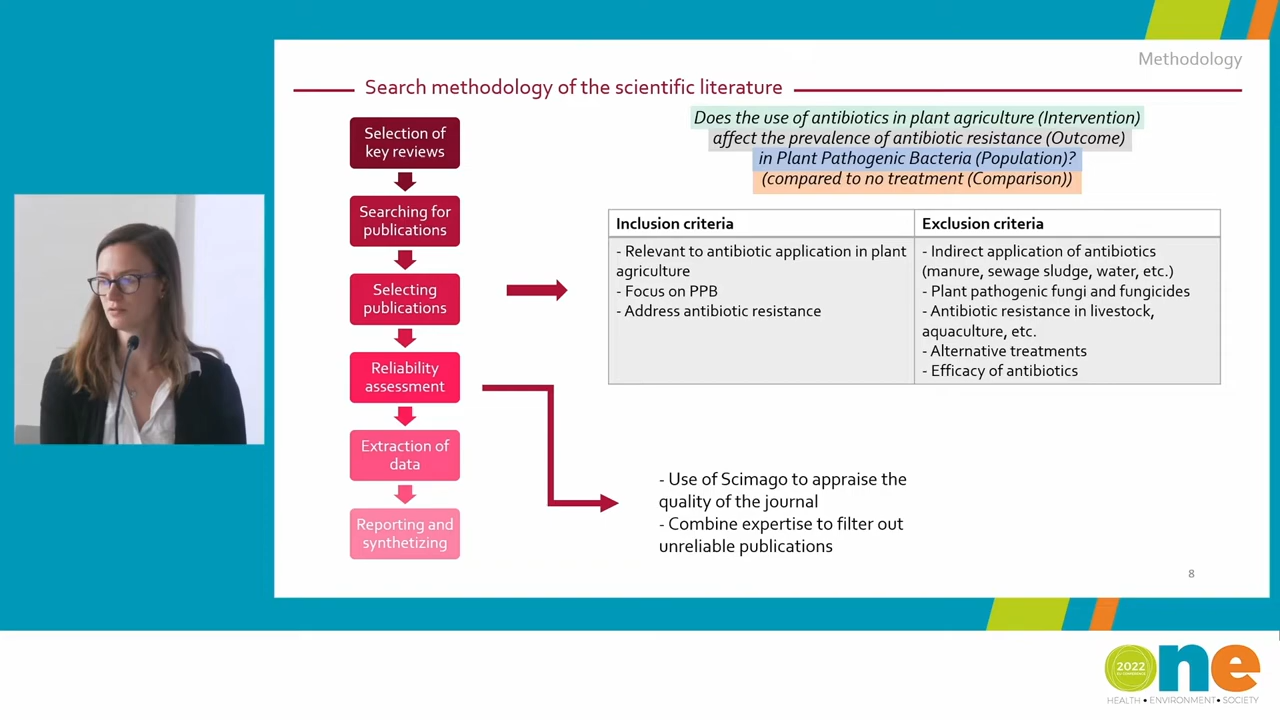 Methodology
Search methodology of the scientific literature
Does the use of antibiotics in plant agriculture (Intervention)
affect the prevalence of antibiotic resistance (Outcome)
in Plant Pathogenic Bacteria (Population)?
(compared to no treatment (Comparison))
Selection of
key reviews
Searching for
publications
Selecting
publications
Reliability
assessment
Extraction of
data
Reporting and
synthetizing
Inclusion criteria
- Relevant to antibiotic application in plant
agriculture
- Focus on PPB
- Address antibiotic resistance
Exclusion criteria
- Indirect application of antibiotics
(manure, sewage sludge, water, etc.)
- Plant pathogenic fungi and fungicides
- Antibiotic resistance in livestock,
aquaculture, etc.
- Alternative treatments
- Efficacy of antibiotics
- Use of Scimago to appraise the
quality of the journal
- Combine expertise to filter out
unreliable publications
8
2022
one
HEALTH • ENVIRONMENT • SOCIETY